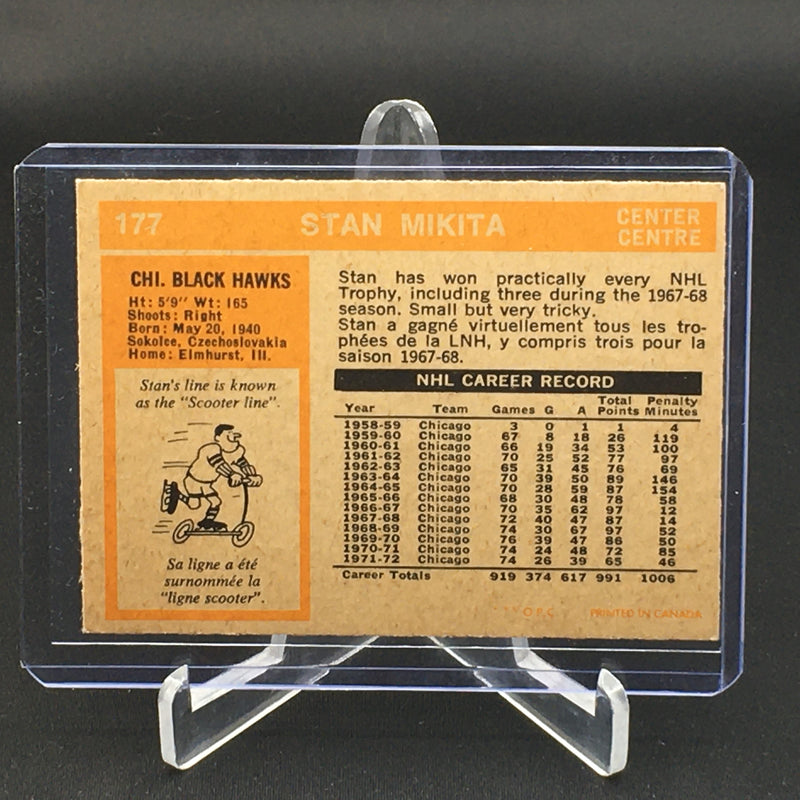 177 STAN MIKITA CENTER
CENTRE
CHI. BLACK HAWKS
Ht: 5'9" Wt: 165
Shoots: Right
Born: May 20, 1940
Sokolce, Czechoslovakia
Home: Elmhurst, Ill.
Stan's line is known
as the "Scooter line".
Sa ligne a été
surnommée la
"ligne scooter".
Stan has won practically every NHL
Trophy, including three during the 1967-68
season. Small but very tricky.
Stan a gagné virtuellement tous les tro-
phées de la LNH, y compris trois pour la
saison 1967-68.
NHL CAREER RECORD
Year Team Games G A Total Points Penalty Minutes
1958-59 Chicago 3 0 1 1 4
1959-60 Chicago 67 8 18 26 119
1960-61 Chicago 66 19 34 53 100
1961-62 Chicago 70 25 52 77 97
1962-63 Chicago 65 31 45 76 69
1963-64 Chicago 70 39 50 89 146
1964-65 Chicago 70 28 59 87 154
1965-66 Chicago 68 30 48 78 58
1966-67 Chicago 70 35 62 97 12
1967-68 Chicago 72 40 47 87 14
1968-69 Chicago 74 30 67 97 52
1969-70 Chicago 76 39 47 86 50
1970-71 Chicago 74 24 48 72 85
1971-72 Chicago 74 26 39 65 46
Career Totals 919 374 617 991 1006
O.P.C. PRINTED IN CANADA